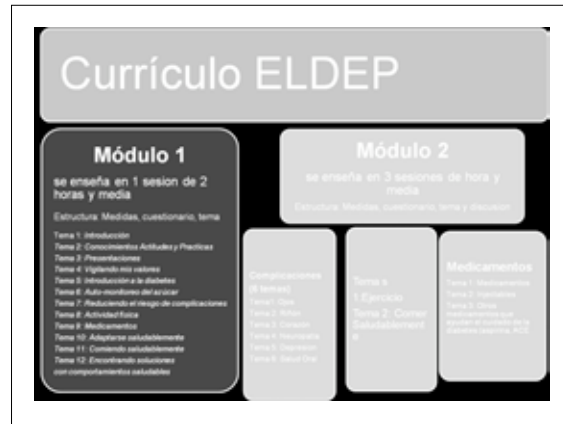 Currículo ELDEP
Módulo 1
se enseña en 1 sesion de 2
horas y media
Estructura: Medidas, cuestionario, tema
Tema 1: Introducción
Tema 2: Conocimientos Actitudes y Practicas
Tema 3: Presentaciones
Tema 4: Vigilando mis valores
Tema 5: Introducción a la diabetes
Tema 6: Auto-monitoreo del azúcar
Tema 7: Reduciendo el riesgo de complicaciones
Tema 8: Actividad física
Tema 9: Medicamentos
Tema 10: Adaptarse saludablemente
Tema 11: Comiendo saludablemente
Tema 12: Encontrando soluciones
con comportamientos saludables
Módulo 2
se enseña en 3 sesiones de hora y
media
Estructura: Medidas, cuestionario, tema y discusion
Complicaciones
(6 temas)
Tema1: Ojos
Tema 2: Riñon
Tema 3: Corazón
Tema 4: Neuropatía
Tema 5: Depresion
Tema 6: Salud Oral
Tema s:
1:Ejercicio
Tema 2: Comer
Saludablement
e
Medicamentos
Tema 1: Medicamentos
Tema 2: Inyectables
Tema 3: Otros
medicamentos que
ayudan el cuidado de la
diabetes (aspirina, ACE